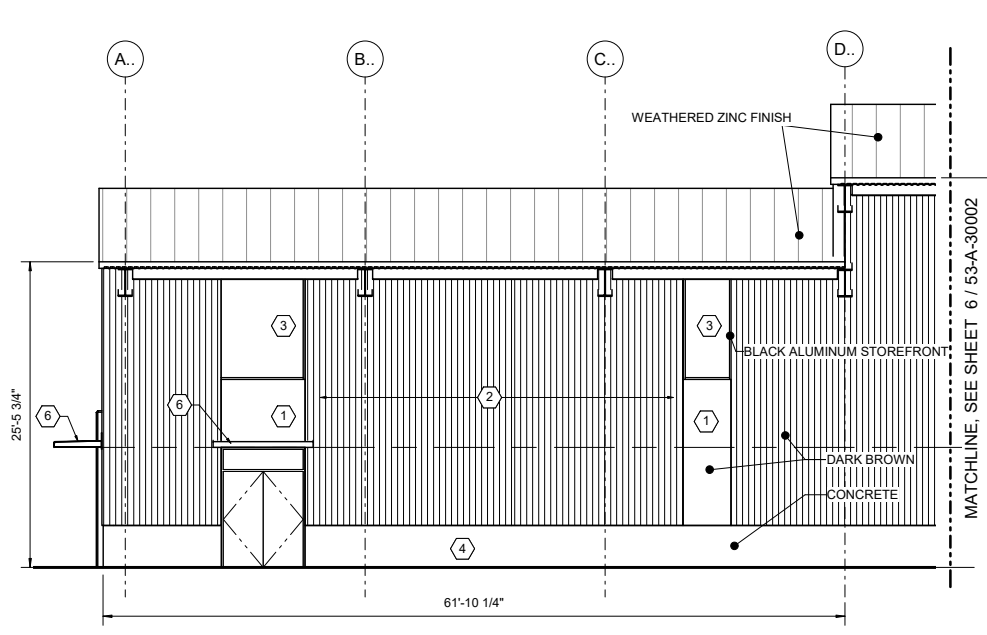 A..
B..
C..
D..
WEATHERED ZINC FINISH
3
3
BLACK ALUMINUM STOREFRONT
2
6
6
1
1
25'-5 3/4"
DARK BROWN
CONCRETE
4
61'-10 1/4"
MATCHLINE, SEE SHEET 6 / 53-A-30002